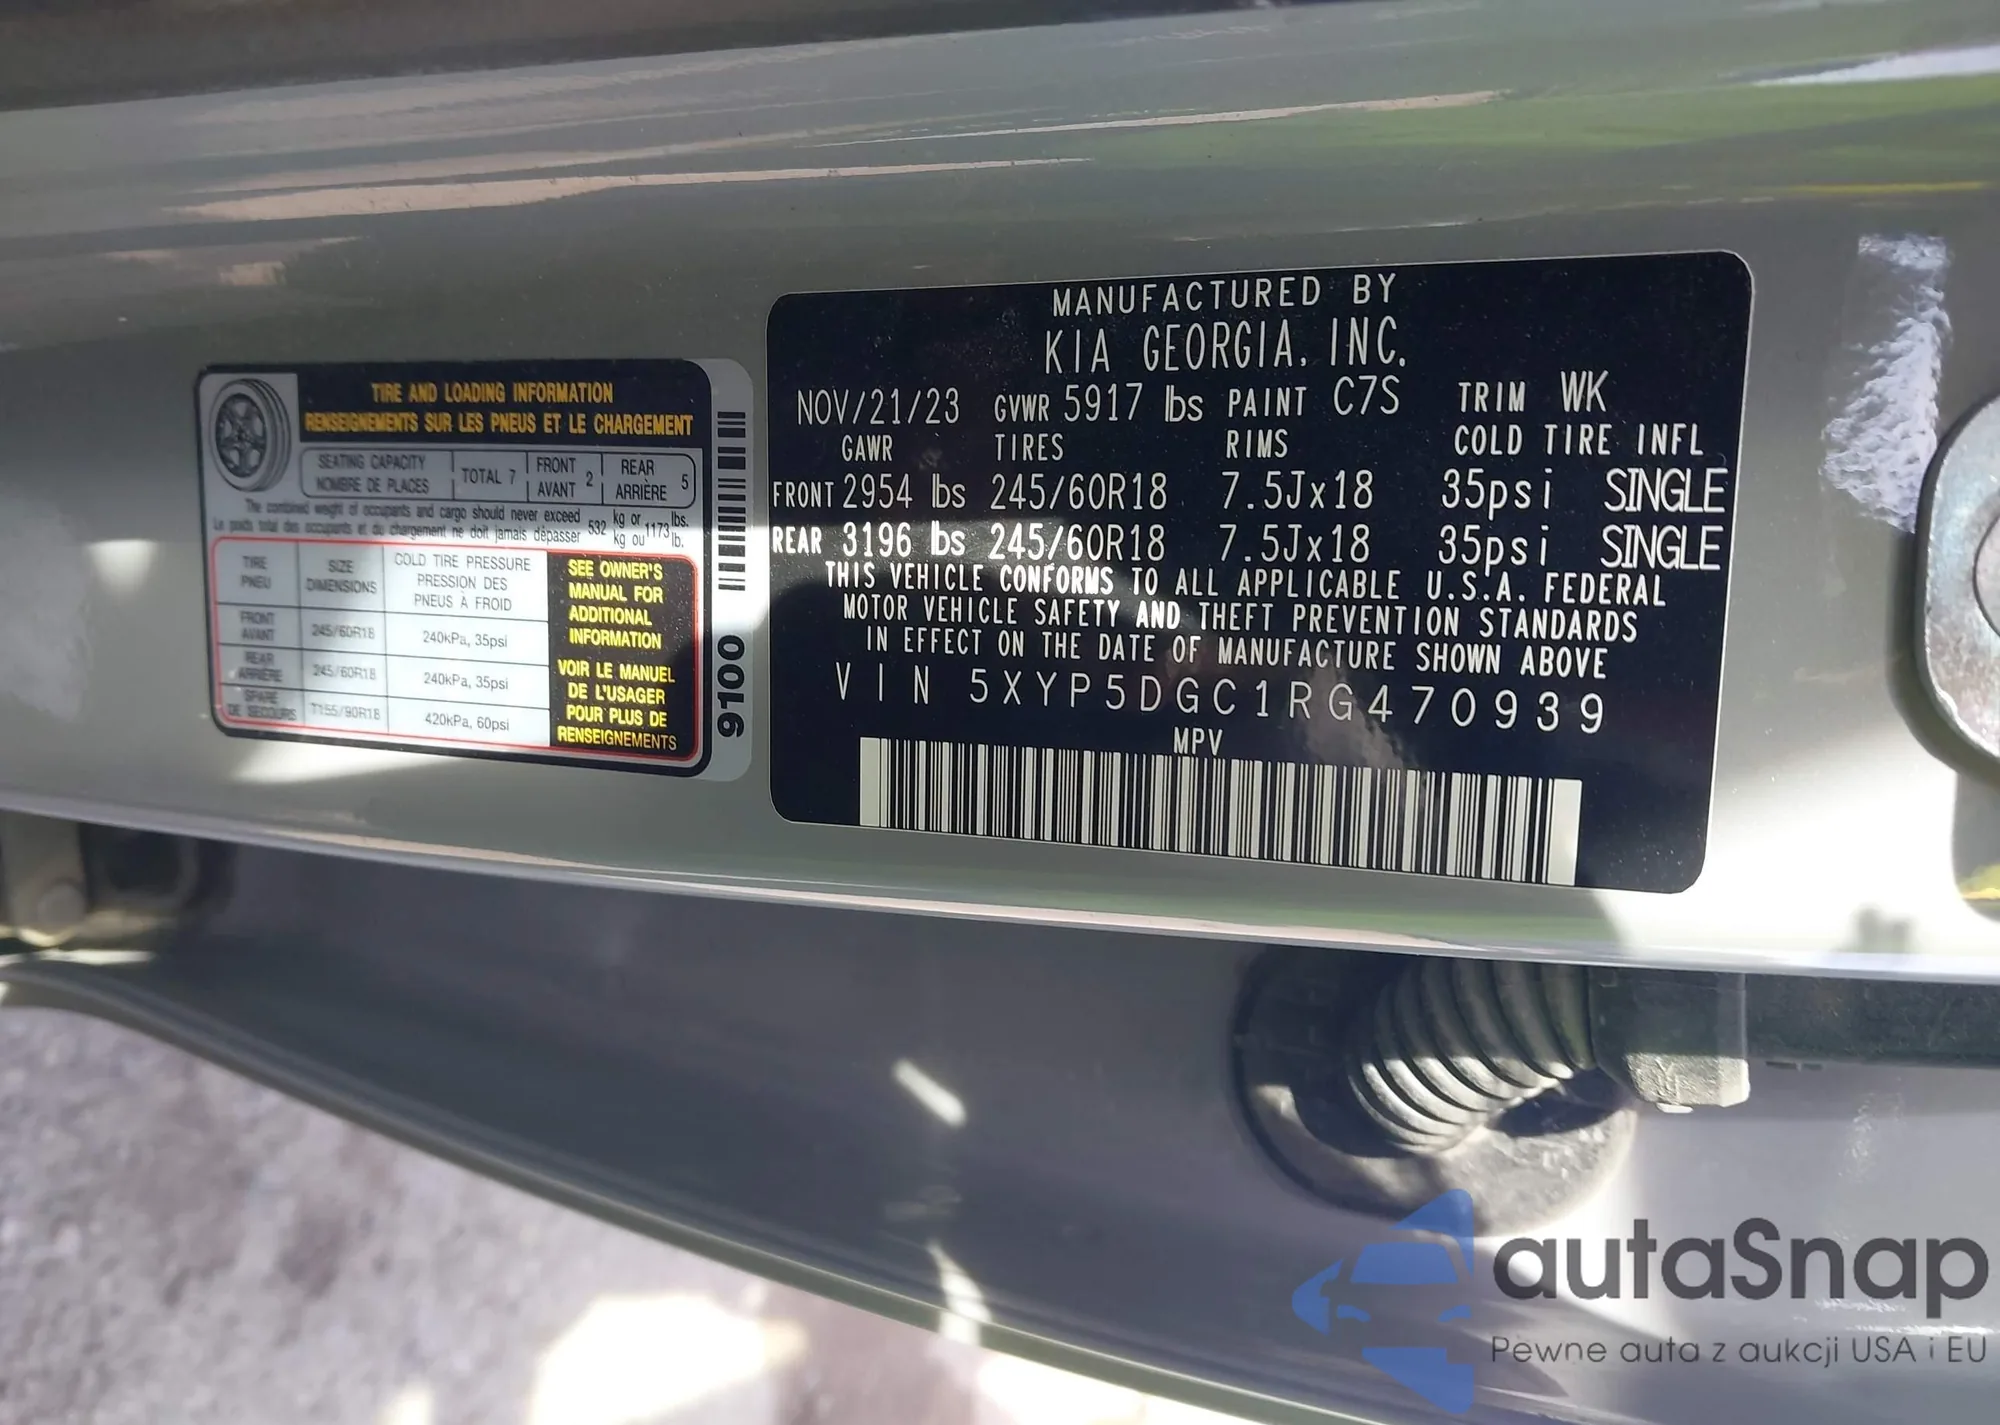 TIRE AND LOADING INFORMATION
RENSEIGNEMENTS SUR LES PNEUS ET LE CHARGEMENT
SEATING CAPACITY
NOMBRE DE PLACES
TOTAL 7
FRONT
AVANT
2
REAR
ARRIÈRE
5
The combined weight of occupants and cargo should never exceed 532 kg or 1173 lbs.
Le poids total des occupants et du chargement ne doit jamais dépasser 532 kg ou 1173 lb.
TIRE
PNEU
SIZE
DIMENSIONS
COLD TIRE PRESSURE
PRESSION DES
PNEUS À FROID
FRONT
AVANT
245/60R18
240kPa, 35psi
REAR
ARRIÈRE
245/60R18
240kPa, 35psi
SPARE
DE SECOURS
T155/90R18
420kPa, 60psi
SEE OWNER'S
MANUAL FOR
ADDITIONAL
INFORMATION
VOIR LE MANUEL
DE L'USAGER
POUR PLUS DE
RENSEIGNEMENTS
9100
MANUFACTURED BY
KIA GEORGIA, INC.
NOV/21/23 GVWR 5917 lbs PAINT C7S TRIM WK
GAWR TIRES RIMS COLD TIRE INFL
FRONT 2954 lbs 245/60R18 7.5Jx18 35psi SINGLE
REAR 3196 lbs 245/60R18 7.5Jx18 35psi SINGLE
THIS VEHICLE CONFORMS TO ALL APPLICABLE U.S.A. FEDERAL
MOTOR VEHICLE SAFETY AND THEFT PREVENTION STANDARDS
IN EFFECT ON THE DATE OF MANUFACTURE SHOWN ABOVE
VIN 5XYP5DGC1RG470939
MPV
autaSnap
Pewne auta z aukcji USA i EU